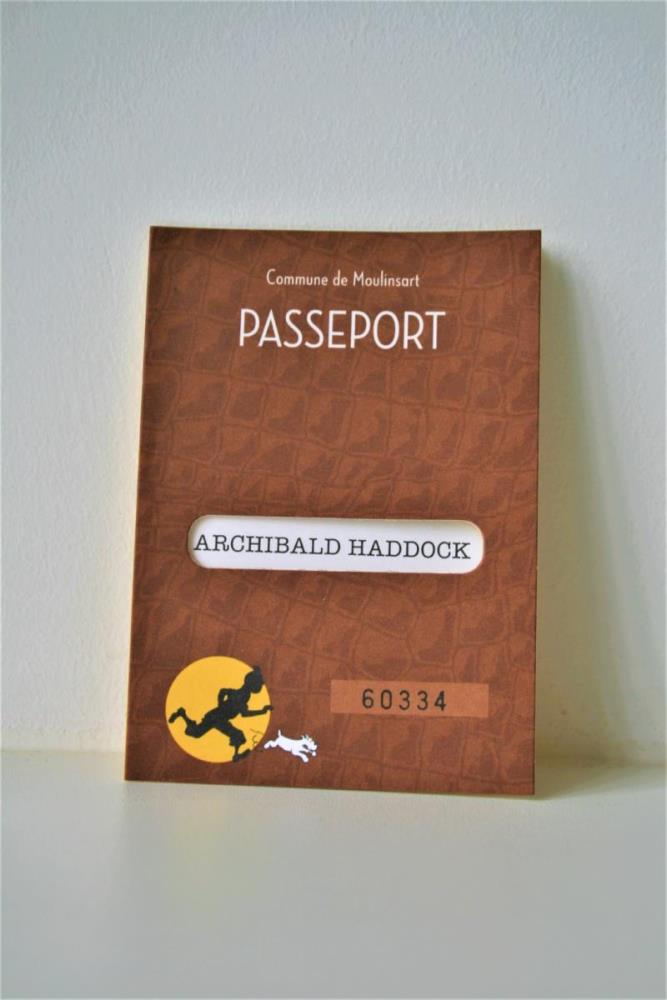 Commune de Moulinsart
PASSEPORT
ARCHIBALD HADDOCK
60334